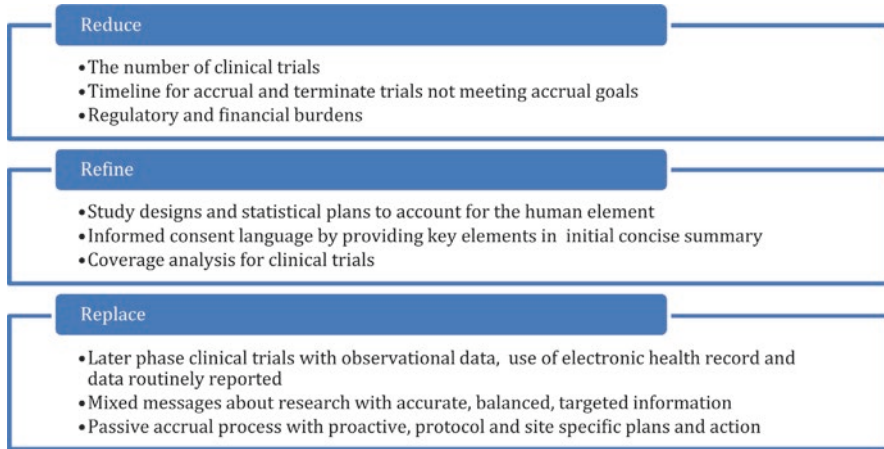 Reduce
•The number of clinical trials
•Timeline for accrual and terminate trials not meeting accrual goals
•Regulatory and financial burdens
Refine
•Study designs and statistical plans to account for the human element
•Informed consent language by providing key elements in initial concise summary
•Coverage analysis for clinical trials
Replace
•Later phase clinical trials with observational data, use of electronic health record and
data routinely reported
•Mixed messages about research with accurate, balanced, targeted information
•Passive accrual process with proactive, protocol and site specific plans and action